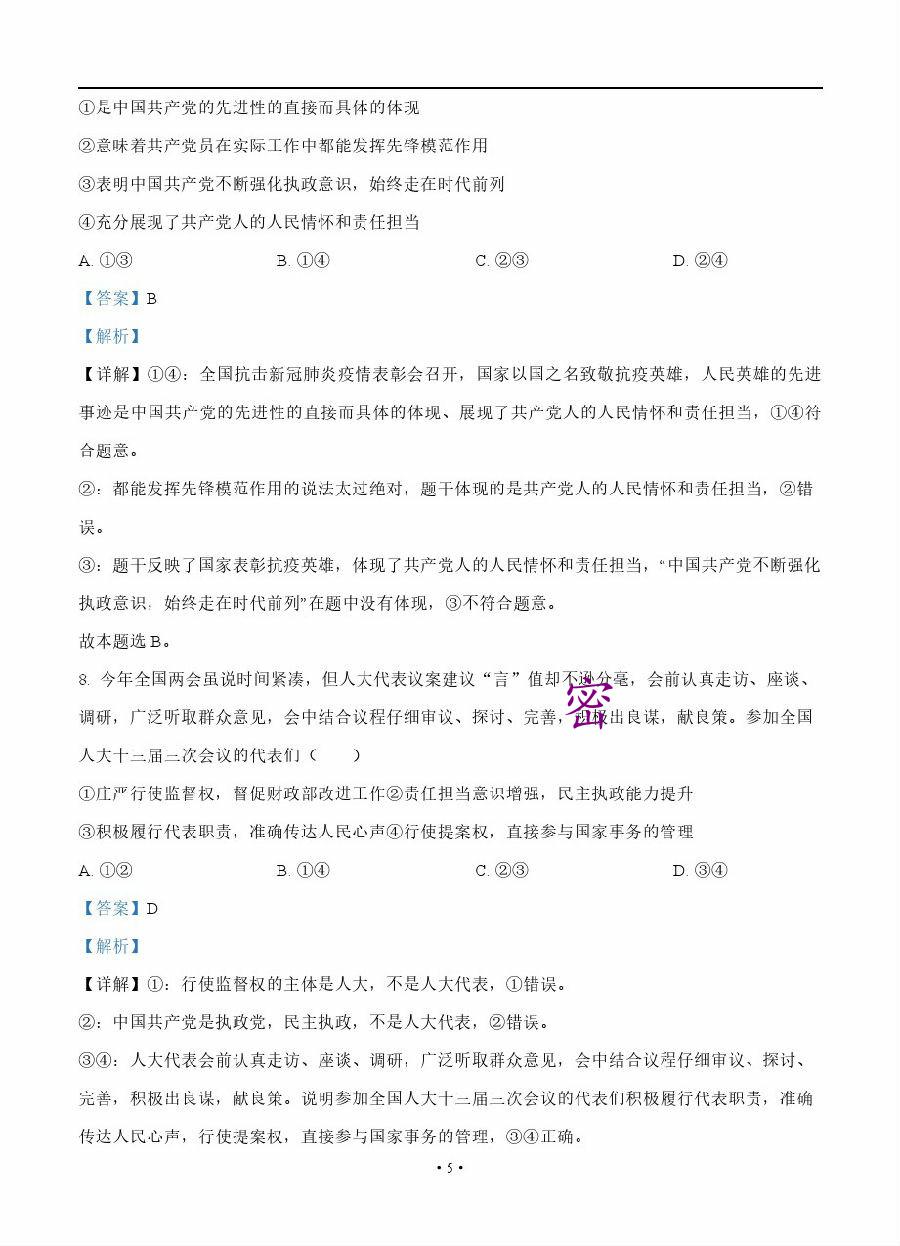 ①是中国共产党的先进性的直接而具体的体现
②意味着共产党员在实际工作中都能发挥先锋模范作用
③表明中国共产党不断强化执政意识，始终走在时代前列
④充分展现了共产党人的人民情怀和责任担当
A. ①③ B. ①④ C. ②③ D. ②④
【答案】B
【解析】
【详解】①④：全国抗击新冠肺炎疫情表彰会召开，国家以国之名致敬抗疫英雄，人民英雄的先进
事迹是中国共产党的先进性的直接而具体的体现、展现了共产党人的人民情怀和责任担当，①④符
合题意。
②：都能发挥先锋模范作用的说法太过绝对，题干体现的是共产党人的人民情怀和责任担当，②错
误。
③：题干反映了国家表彰抗疫英雄，体现了共产党人的人民情怀和责任担当，“中国共产党不断强化
执政意识，始终走在时代前列”在题中没有体现，③不符合题意。
故本题选B。
8. 今年全国两会虽说时间紧凑，但人大代表议案建议“言”值却不逊分毫，会前认真走访、座谈、
调研，广泛听取群众意见，会中结合议程仔细审议、探讨、完善，积极出良谋，献良策。参加全国
人大十三届三次会议的代表们（　　）
①庄严行使监督权，督促财政部改进工作②责任担当意识增强，民主执政能力提升
③积极履行代表职责，准确传达人民心声④行使提案权，直接参与国家事务的管理
A. ①② B. ①④ C. ②③ D. ③④
【答案】D
【解析】
【详解】①：行使监督权的主体是人大，不是人大代表，①错误。
②：中国共产党是执政党，民主执政，不是人大代表，②错误。
③④：人大代表会前认真走访、座谈、调研，广泛听取群众意见，会中结合议程仔细审议、探讨、
完善，积极出良谋，献良策。说明参加全国人大十三届三次会议的代表们积极履行代表职责，准确
传达人民心声，行使提案权，直接参与国家事务的管理，③④正确。
·5·
密